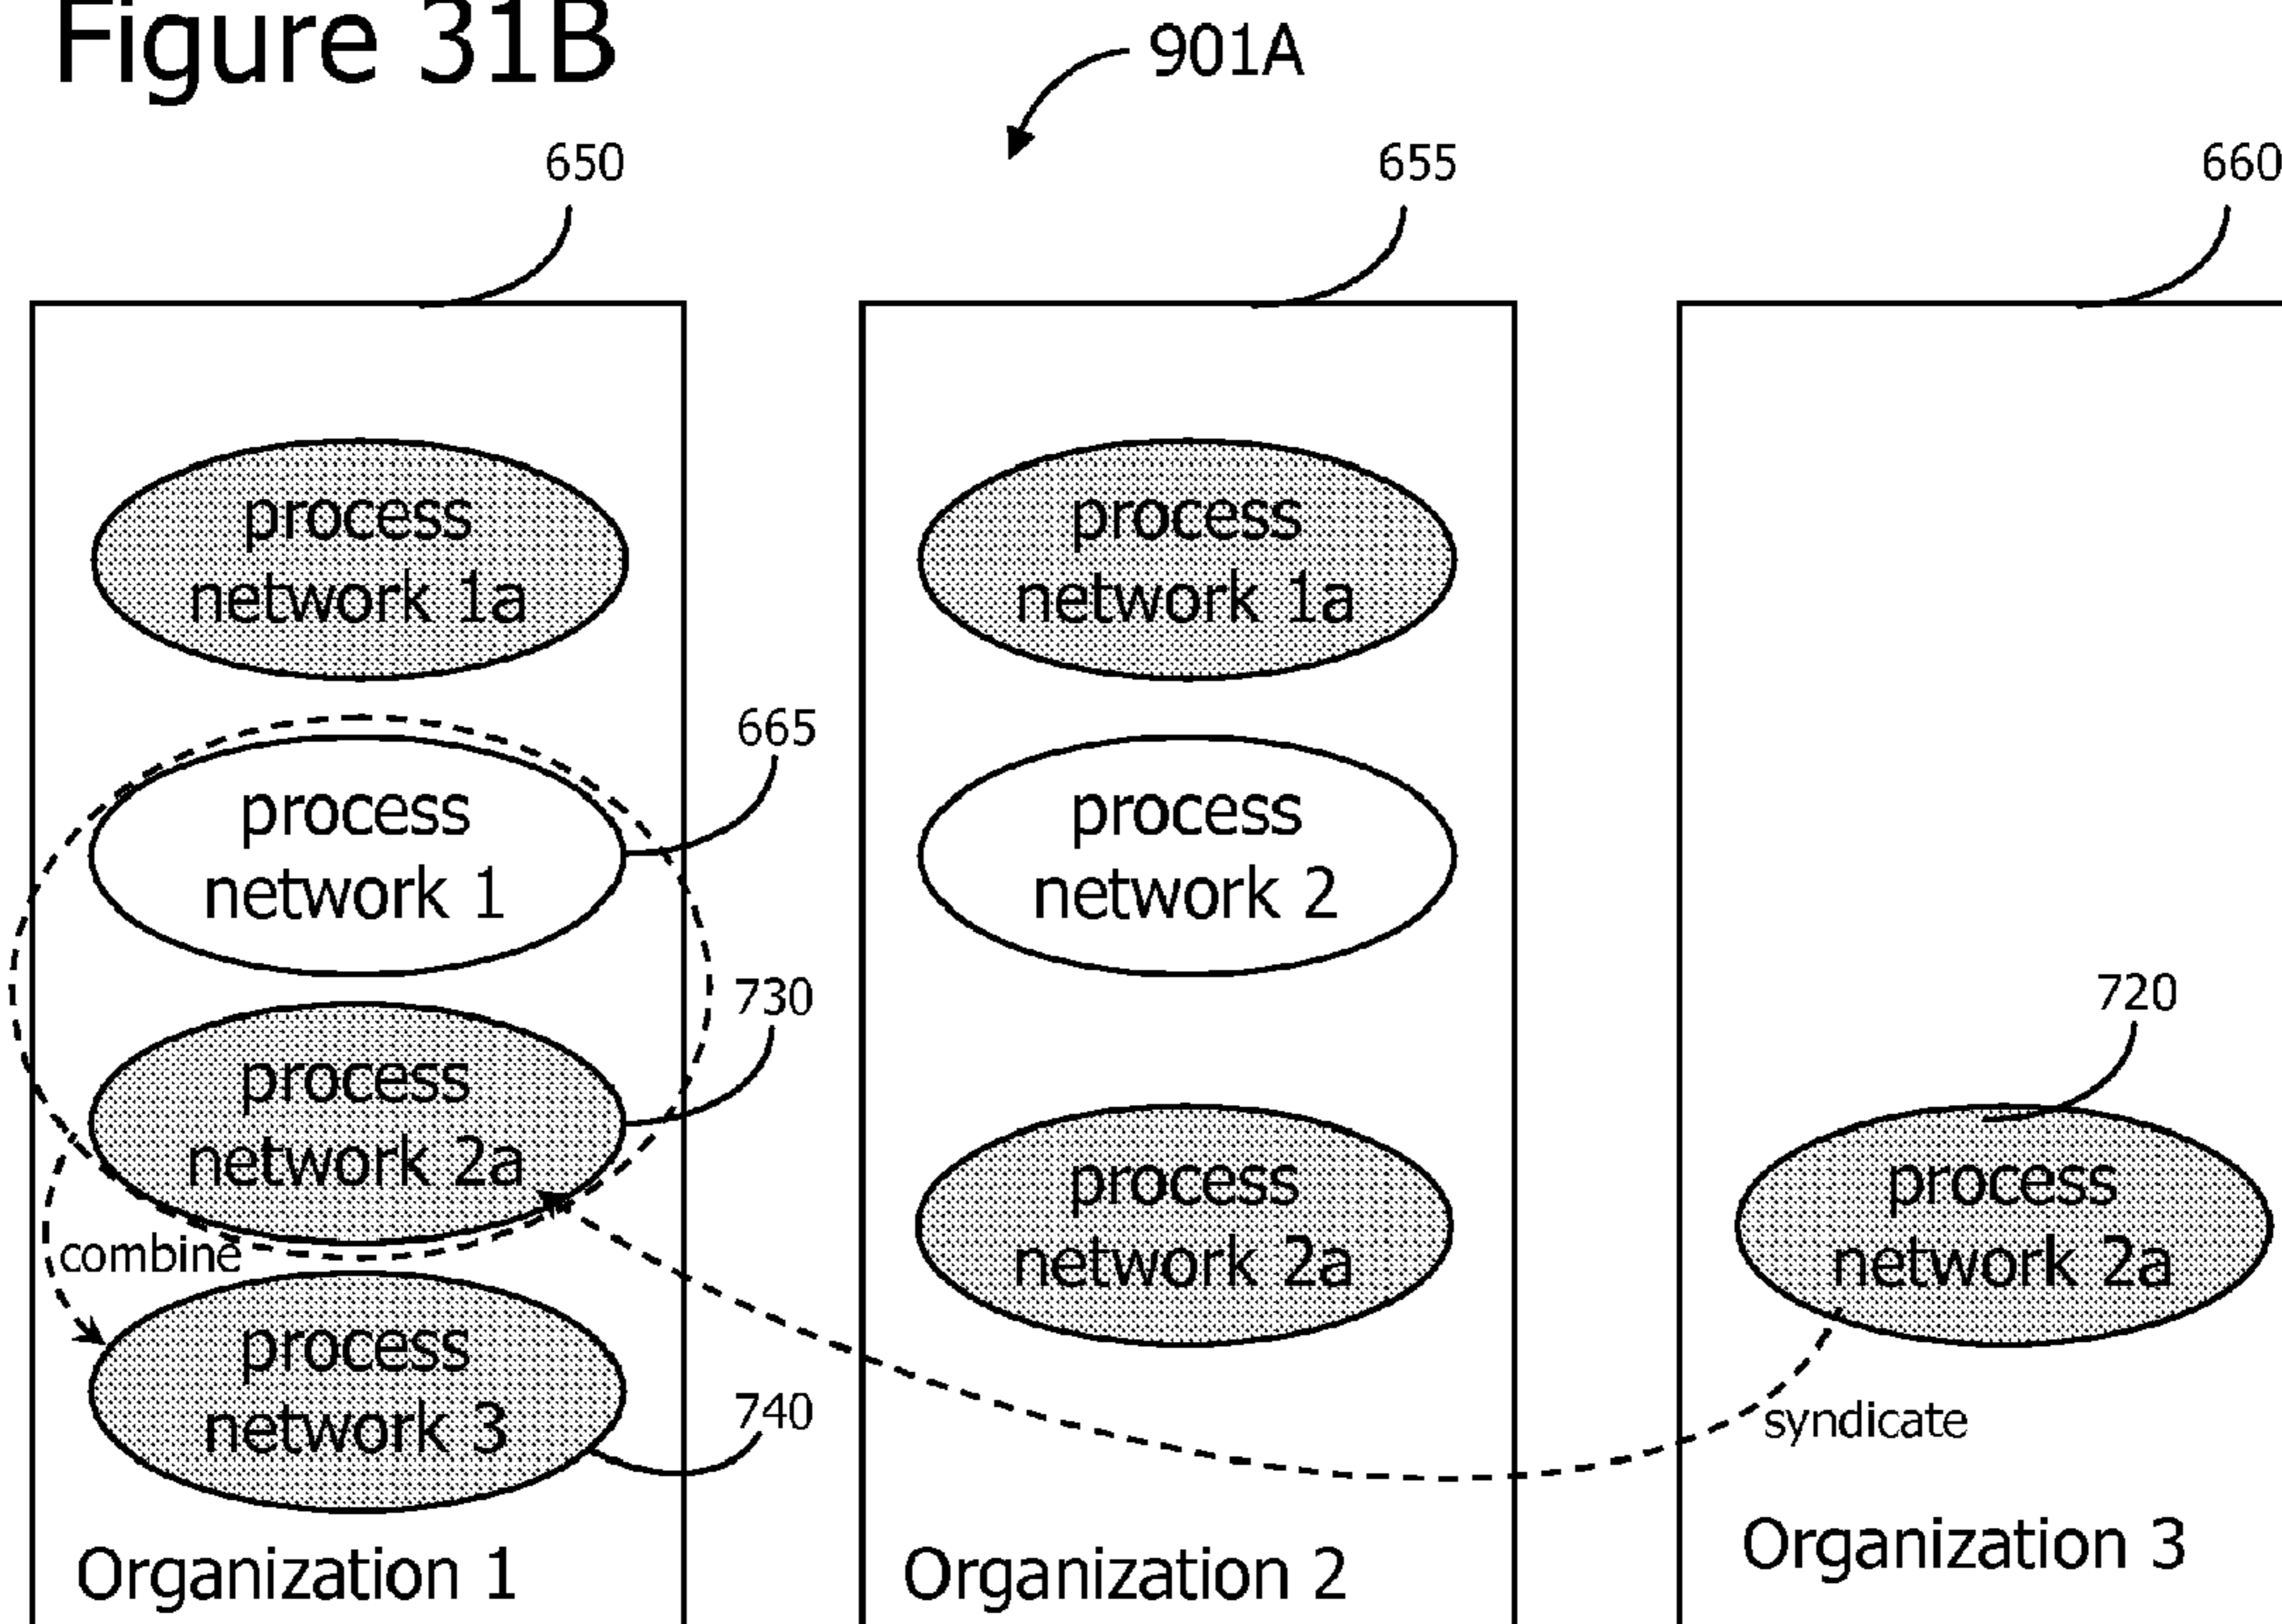 Figure 31B
901A
650
655
660
process
network 1a
process
network 1a
665
process
network 1
process
network 2
730
720
process
network 2a
process
network 2a
process
network 2a
combine
process
network 3
740
syndicate
Organization 1
Organization 2
Organization 3